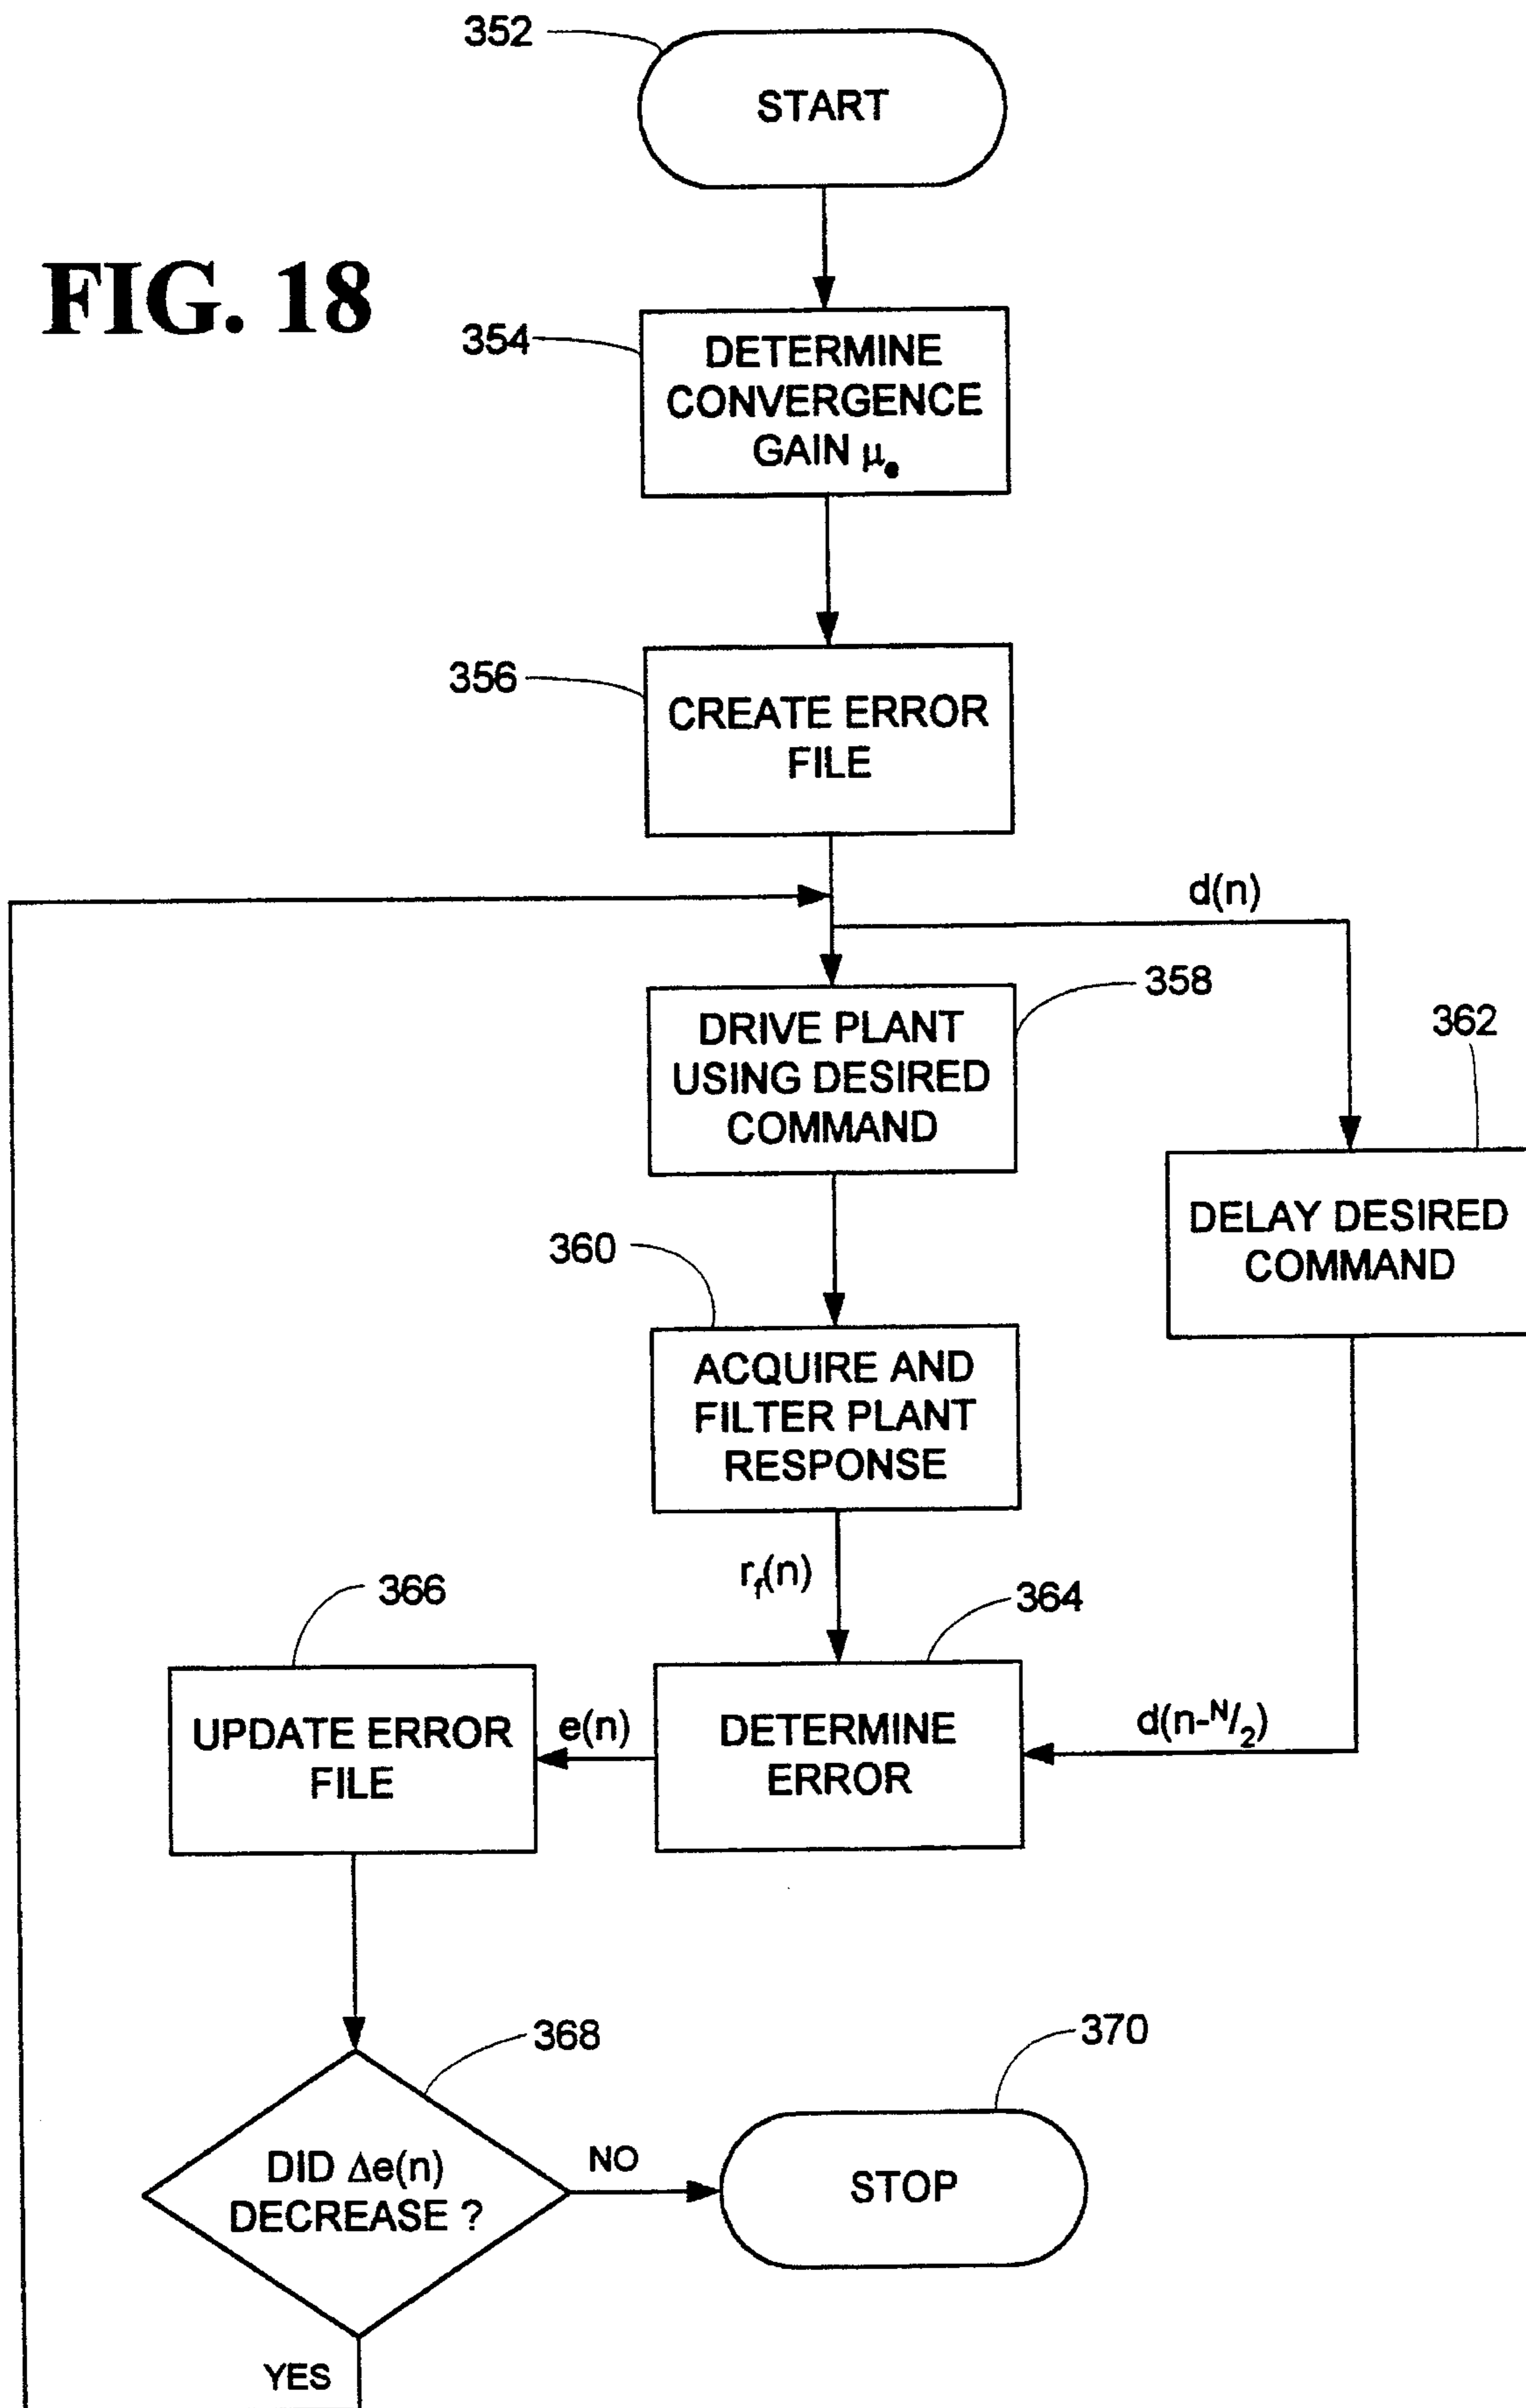 352
START
FIG. 18
354
DETERMINE
CONVERGENCE
GAIN μₑ
356
CREATE ERROR
FILE
d(n)
358
DRIVE PLANT
USING DESIRED
COMMAND
362
DELAY DESIRED
COMMAND
360
ACQUIRE AND
FILTER PLANT
RESPONSE
r_f(n)
366
364
UPDATE ERROR
FILE
e(n)
DETERMINE
ERROR
d(n-N/2)
368
370
DID Δe(n)
DECREASE ?
NO
STOP
YES